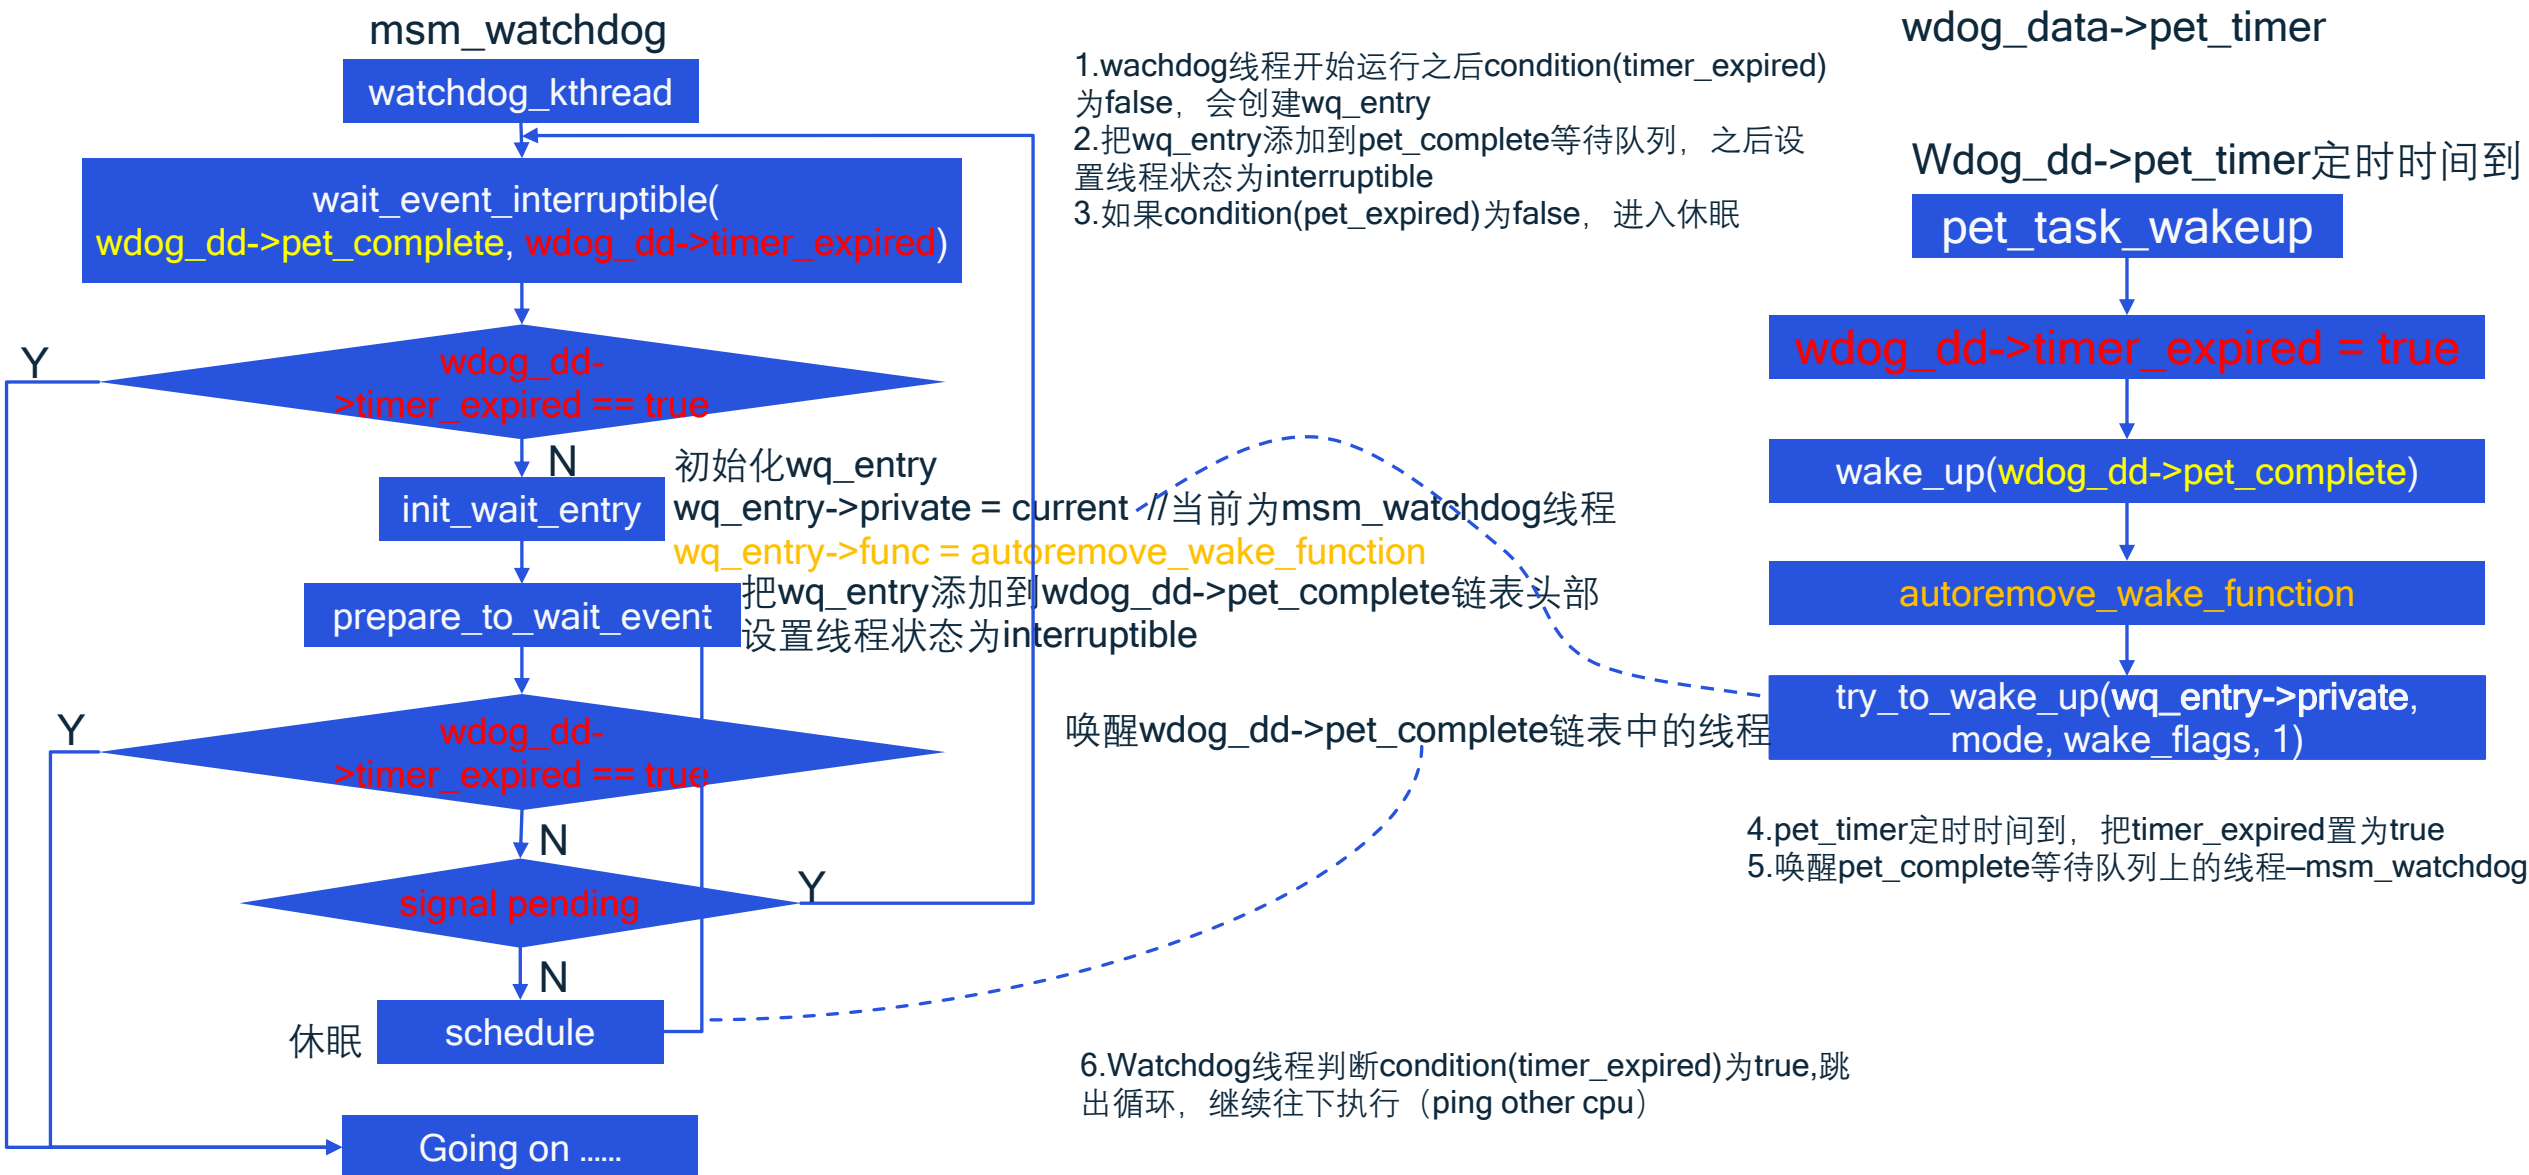 msm_watchdog
watchdog_kthread
wait_event_interruptible(
wdog_dd->pet_complete, wdog_dd->timer_expired)
Y
wdog_dd-
>timer_expired == true
N
init_wait_entry
初始化wq_entry
wq_entry->private = current //当前为msm_watchdog线程
wq_entry->func = autoremove_wake_function
prepare_to_wait_event
把wq_entry添加到wdog_dd->pet_complete链表头部
设置线程状态为interruptible
Y
wdog_dd-
>timer_expired == true
N
signal pending
Y
N
休眠
schedule
Going on ......
1.wachdog线程开始运行之后condition(timer_expired)
为false，会创建wq_entry
2.把wq_entry添加到pet_complete等待队列，之后设
置线程状态为interruptible
3.如果condition(pet_expired)为false，进入休眠
唤醒wdog_dd->pet_complete链表中的线程
6.Watchdog线程判断condition(timer_expired)为true,跳
出循环，继续往下执行（ping other cpu）
wdog_data->pet_timer
Wdog_dd->pet_timer定时时间到
pet_task_wakeup
wdog_dd->timer_expired = true
wake_up(wdog_dd->pet_complete)
autoremove_wake_function
try_to_wake_up(wq_entry->private,
mode, wake_flags, 1)
4.pet_timer定时时间到，把timer_expired置为true
5.唤醒pet_complete等待队列上的线程–msm_watchdog